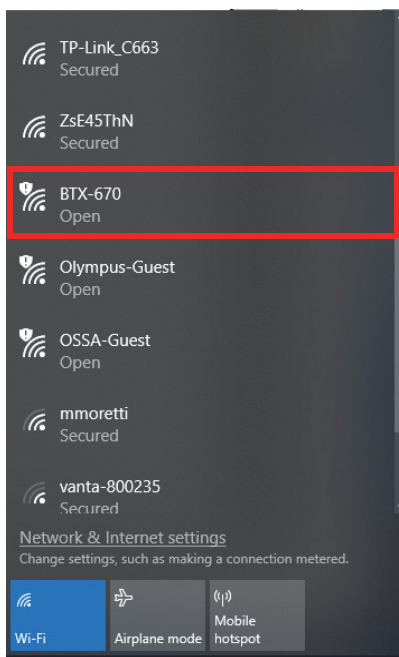 TP-Link_C663
Secured
ZsE45ThN
Secured
BTX-670
Open
Olympus-Guest
Open
OSSA-Guest
Open
mmoretti
Secured
vanta-800235
Secured
Network & Internet settings
Change settings, such as making a connection metered.
Wi-Fi
Airplane mode
Mobile
hotspot